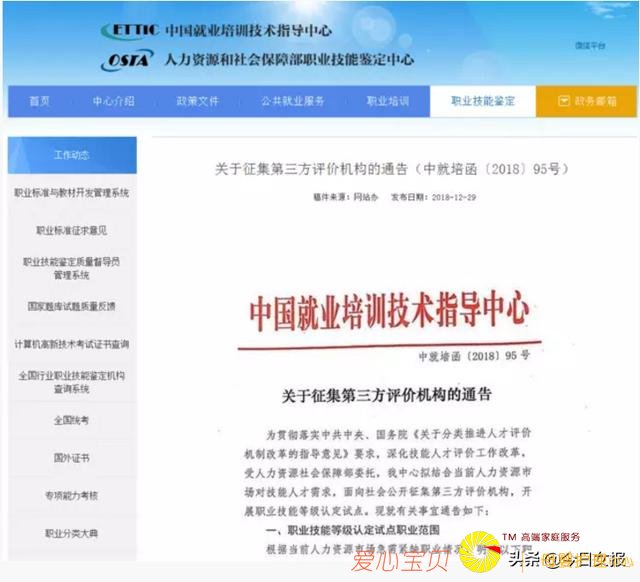 ETTIC 中国就业培训技术指导中心
OSTA 人力资源和社会保障部职业技能鉴定中心
微信平台
首页 中心介绍 政策文件 公共就业服务 职业培训 职业技能鉴定 政务邮箱
工作动态
职业标准与教材开发管理系统
职业标准征求意见
职业技能鉴定质量督导员
管理系统
国家题库试题质量反馈
计算机高新技术考试证书查询
全国行业职业技能鉴定机构
查询系统
全国统考
国外证书
专项能力考核
职业分类大典
关于征集第三方评价机构的通告（中就培函〔2018〕95号）
稿件来源：网站办 发布日期：2018-12-29
中国就业培训技术指导中心
中就培函〔2018〕95号
关于征集第三方评价机构的通告
为贯彻落实中共中央、国务院《关于分类推进人才评价
机制改革的指导意见》要求，深化技能人才评价工作改革，
受人力资源社会保障部委托，我中心拟结合当前人力资源市
场对技能人才需求，面向社会公开征集第三方评价机构，开
展职业技能等级认定试点。现就有关事宜通告如下：
一、职业技能等级认定试点职业范围
根据当前人力资源市场急需紧缺职业情况
以下
TM 高端家庭服务
爱心宝贝
头条 @今日女报